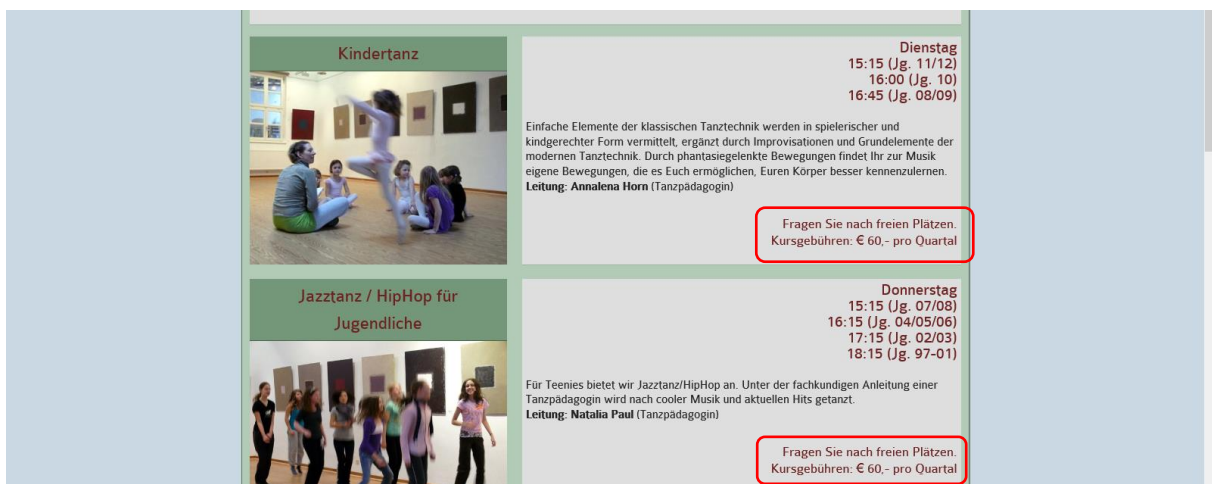 Kindertanz
Dienstag
15:15 (Jg. 11/12)
16:00 (Jg. 10)
16:45 (Jg. 08/09)
Einfache Elemente der klassischen Tanztechnik werden in spielerischer und
kindgerechter Form vermittelt, ergänzt durch Improvisationen und Grundelemente der
modernen Tanztechnik. Durch phantasiegelenkte Bewegungen findet Ihr zur Musik
eigene Bewegungen, die es Euch ermöglichen, Euren Körper besser kennenzulernen.
Leitung: Annalena Horn (Tanzpädagogin)
Fragen Sie nach freien Plätzen.
Kursgebühren: € 60,- pro Quartal
Jazztanz / HipHop für
Jugendliche
Donnerstag
15:15 (Jg. 07/08)
16:15 (Jg. 04/05/06)
17:15 (Jg. 02/03)
18:15 (Jg. 97-01)
Für Teenies bietet wir Jazztanz/HipHop an. Unter der fachkundigen Anleitung einer
Tanzpädagogin wird nach cooler Musik und aktuellen Hits getanzt.
Leitung: Natalia Paul (Tanzpädagogin)
Fragen Sie nach freien Plätzen.
Kursgebühren: € 60,- pro Quartal